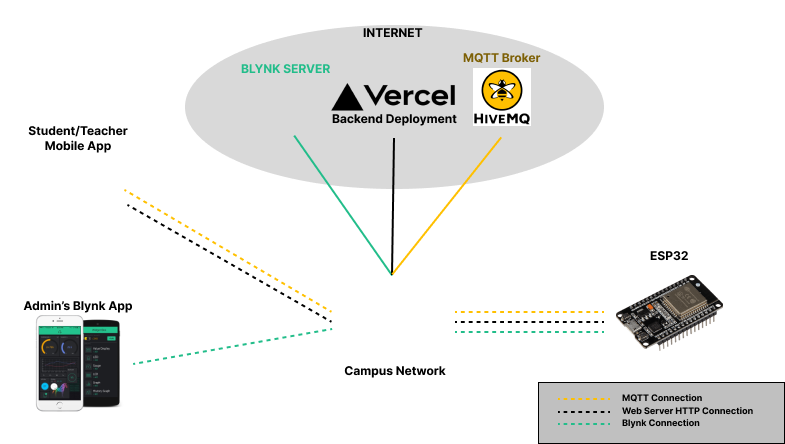 INTERNET
BLYNK SERVER
MQTT Broker
Vercel
HIVEMQ
Backend Deployment
Student/Teacher
Mobile App
ESP32
Admin's Blynk App
Campus Network
MQTT Connection
Web Server HTTP Connection
Blynk Connection